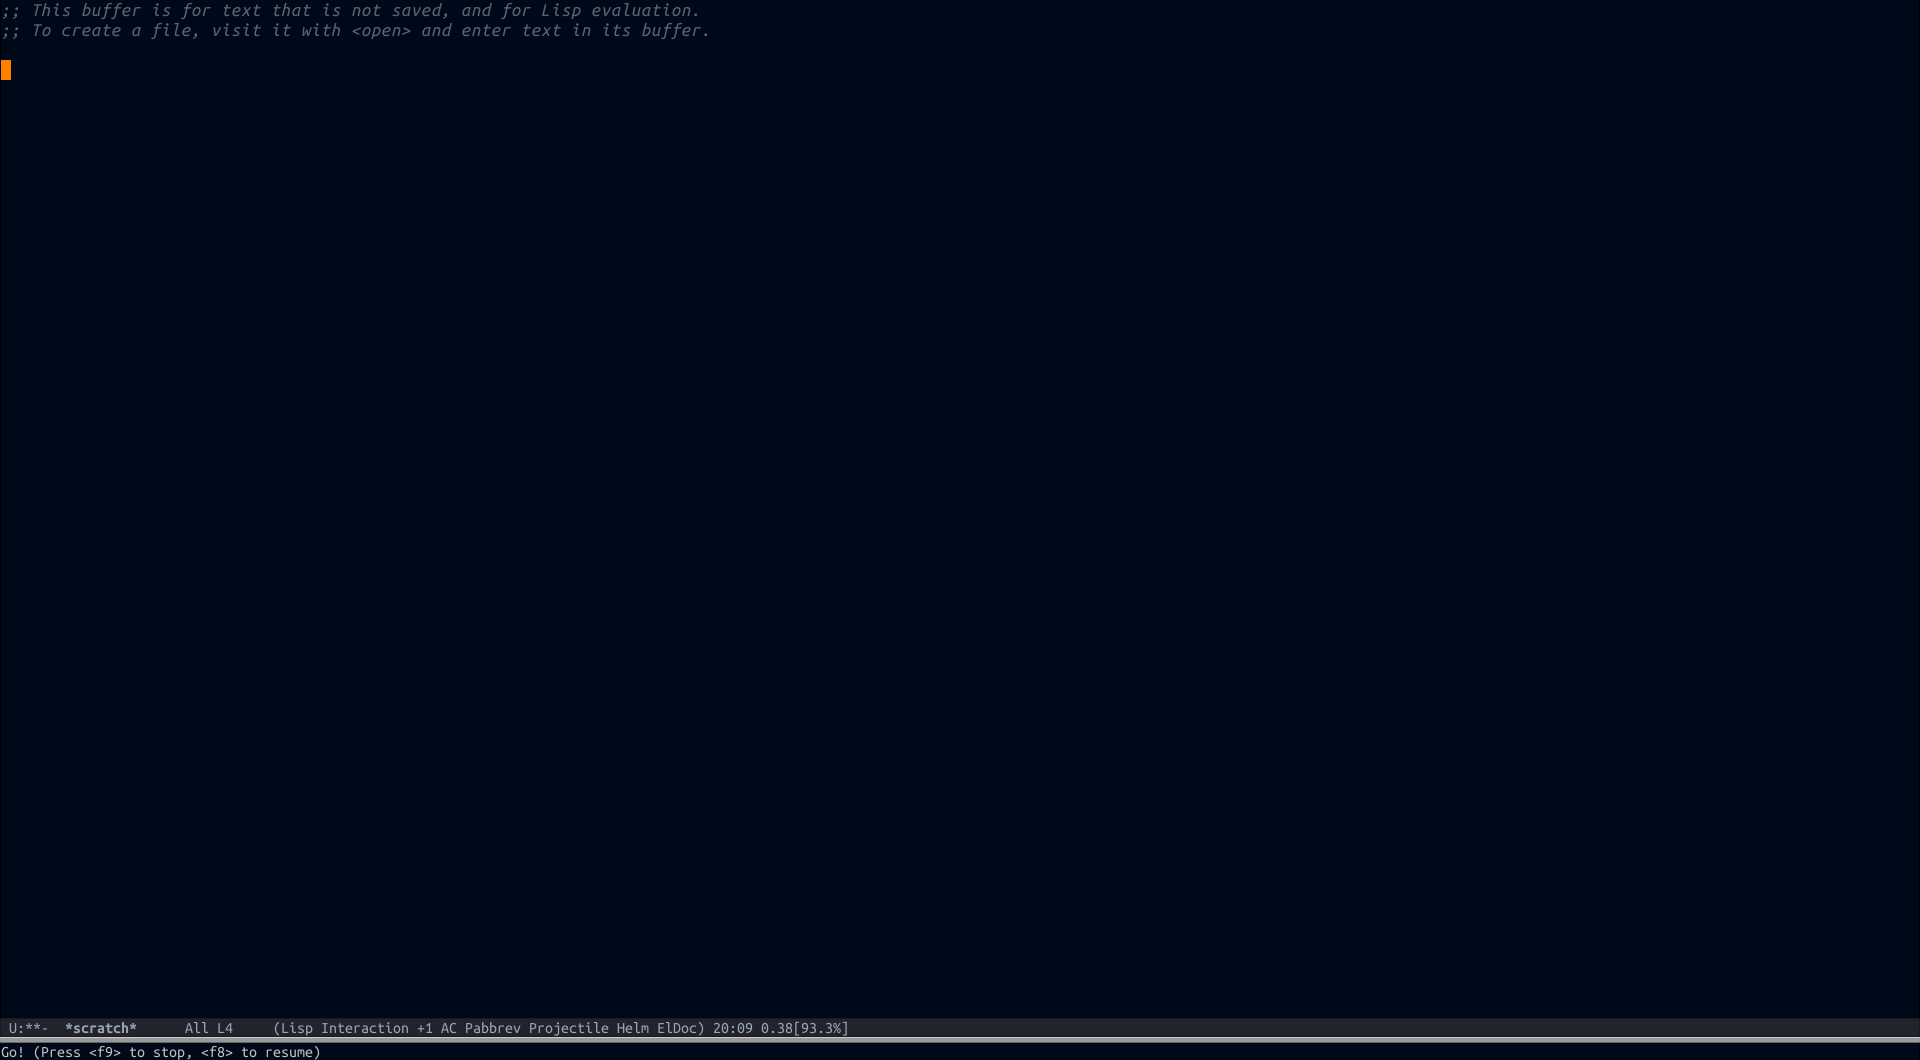 ;; This buffer is for text that is not saved, and for Lisp evaluation.
;; To create a file, visit it with <open> and enter text in its buffer.
U:**-  *scratch*      All L4     (Lisp Interaction +1 AC Pabbrev Projectile Helm ElDoc) 20:09 0.38[93.3%]
Go! (Press <f9> to stop, <f8> to resume)